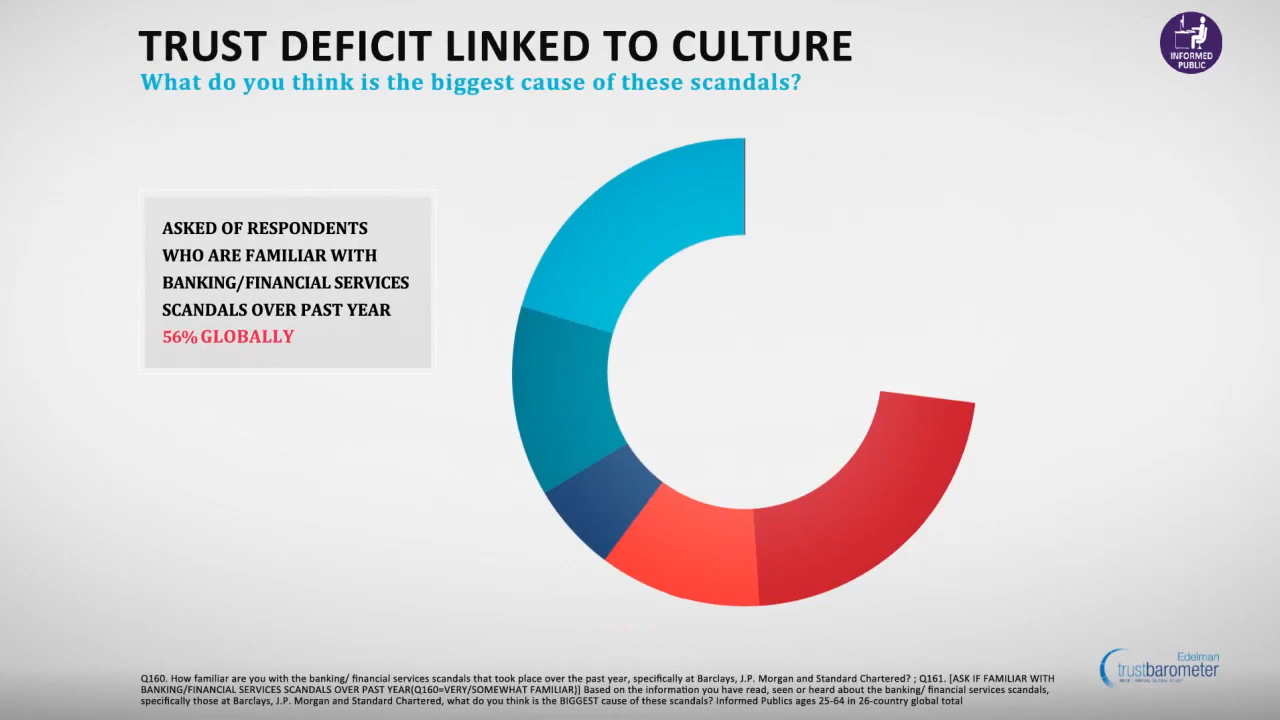 TRUST DEFICIT LINKED TO CULTURE
What do you think is the biggest cause of these scandals?
INFORMED
PUBLIC
ASKED OF RESPONDENTS
WHO ARE FAMILIAR WITH
BANKING/FINANCIAL SERVICES
SCANDALS OVER PAST YEAR
56% GLOBALLY
Edelman
trustbarometer
Q160. How familiar are you with the banking/ financial services scandals that took place over the past year, specifically at Barclays, J.P. Morgan and Standard Chartered? ; Q161. [ASK IF FAMILIAR WITH
BANKING/FINANCIAL SERVICES SCANDALS OVER PAST YEAR(Q160=VERY/SOMEWHAT FAMILIAR)] Based on the information you have read, seen or heard about the banking/ financial services scandals,
specifically those at Barclays, J.P. Morgan and Standard Chartered, what do you think is the BIGGEST cause of these scandals? Informed Publics ages 25-64 in 26-country global total